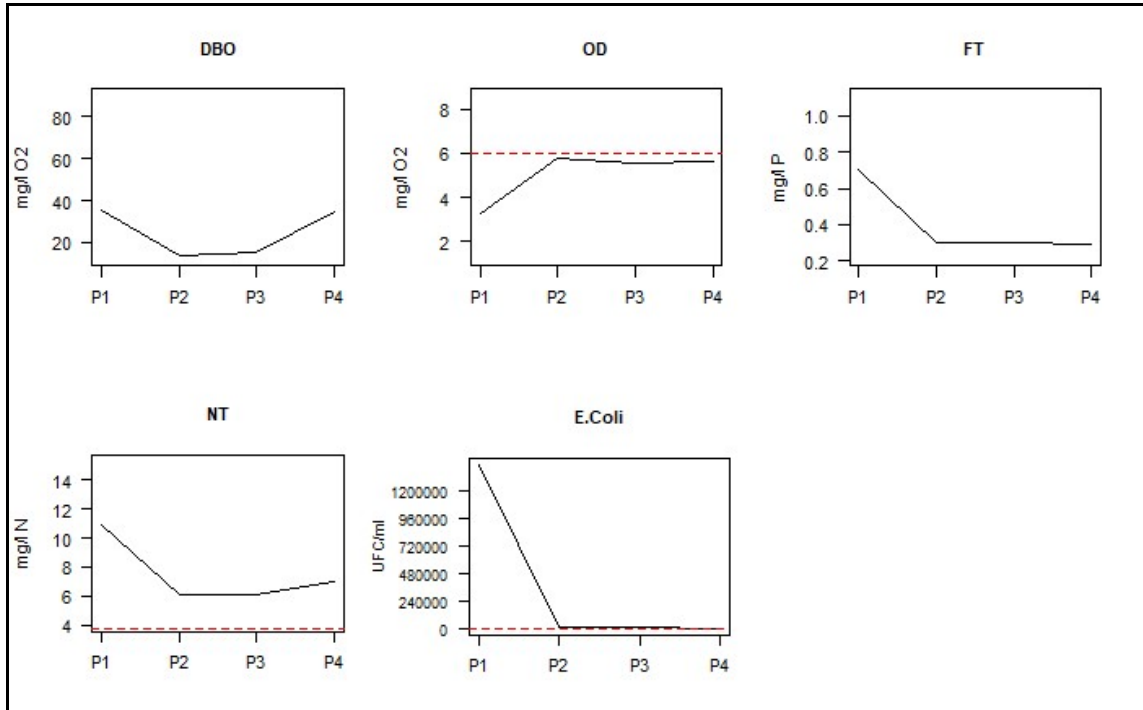 DBO
mg/l O2
80
60
40
20
P1 P2 P3 P4
OD
mg/l O2
8
6
4
2
P1 P2 P3 P4
FT
mg/l P
1.0
0.8
0.6
0.4
0.2
P1 P2 P3 P4
NT
mg/l N
14
12
10
8
6
4
P1 P2 P3 P4
E.Coli
UFC/ml
1200000
960000
720000
480000
240000
0
P1 P2 P3 P4